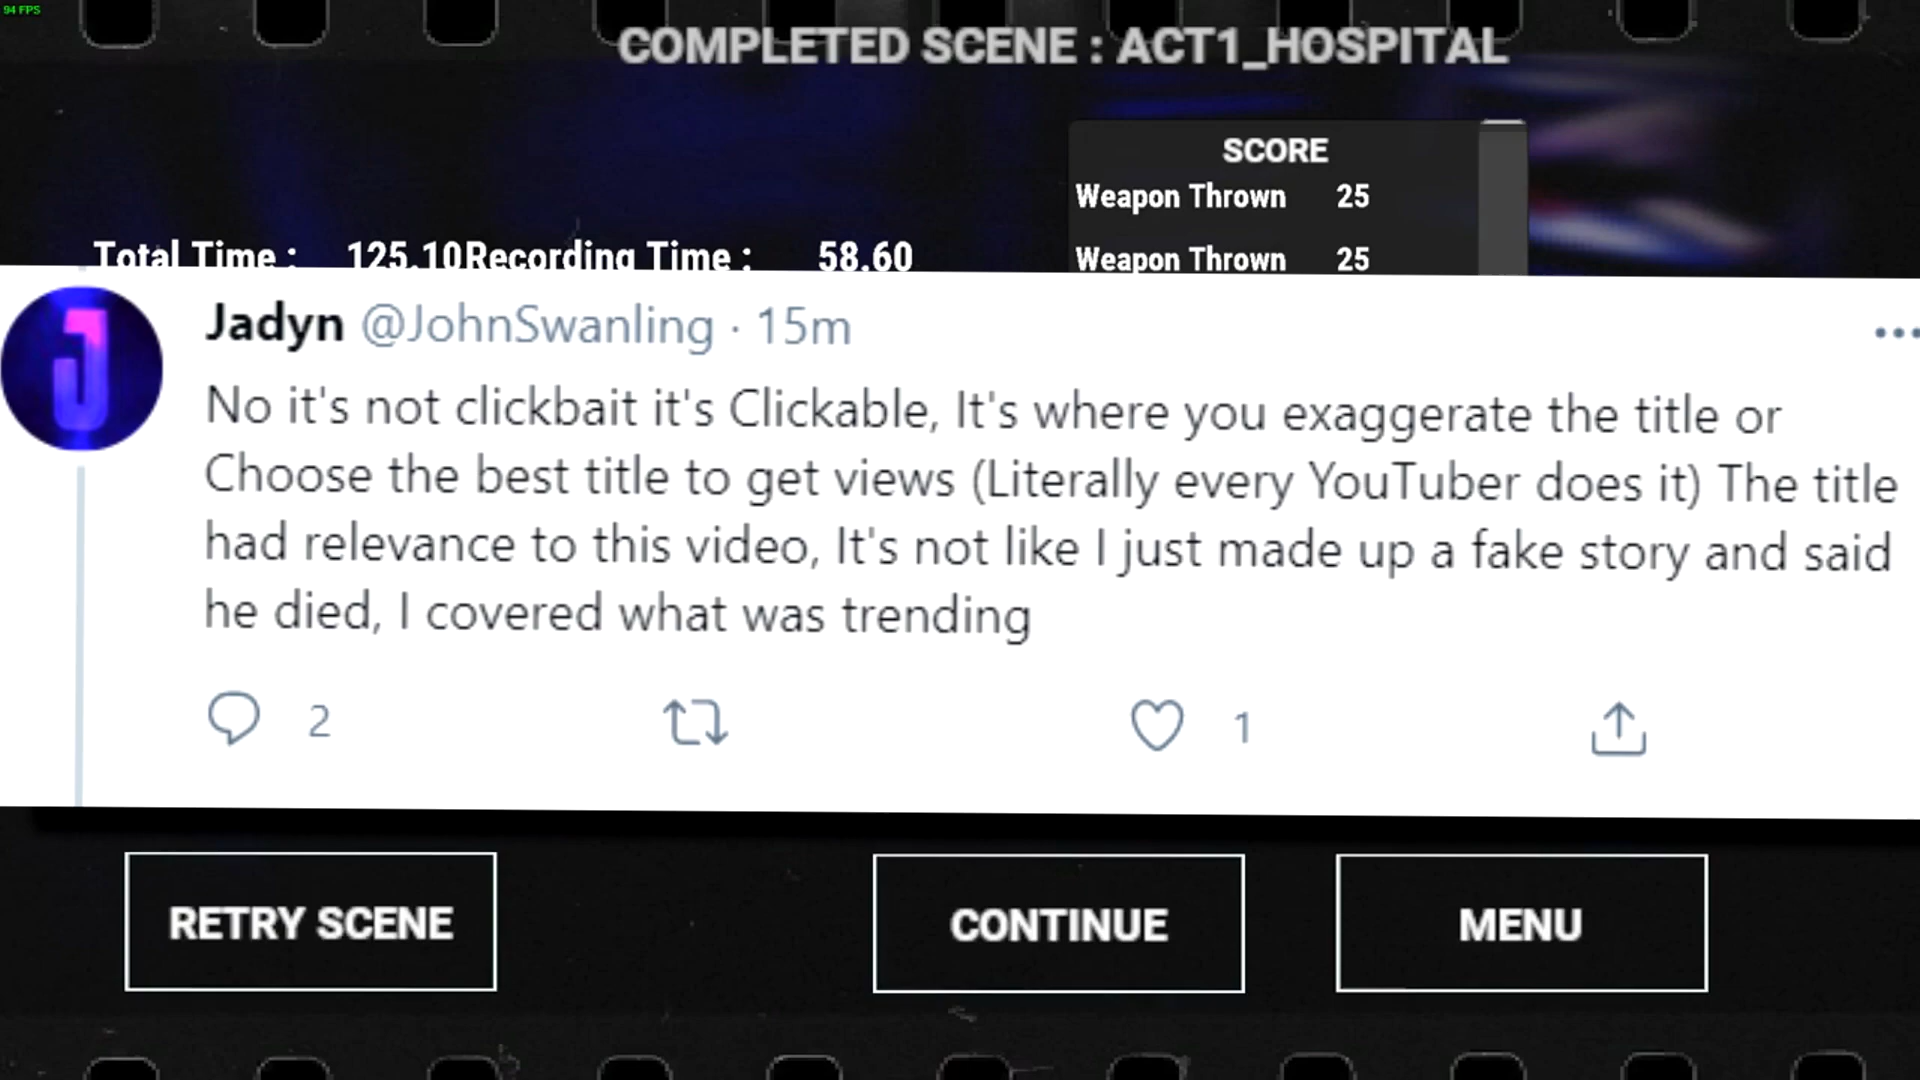 94 FPS
COMPLETED SCENE : ACT1_HOSPITAL
SCORE
Weapon Thrown 25
Total Time : 125.10Recording Time : 58.60
Weapon Thrown 25
Jadyn @JohnSwanling · 15m
No it's not clickbait it's Clickable, It's where you exaggerate the title or
Choose the best title to get views (Literally every YouTuber does it) The title
had relevance to this video, It's not like I just made up a fake story and said
he died, I covered what was trending
2 1
RETRY SCENE CONTINUE MENU